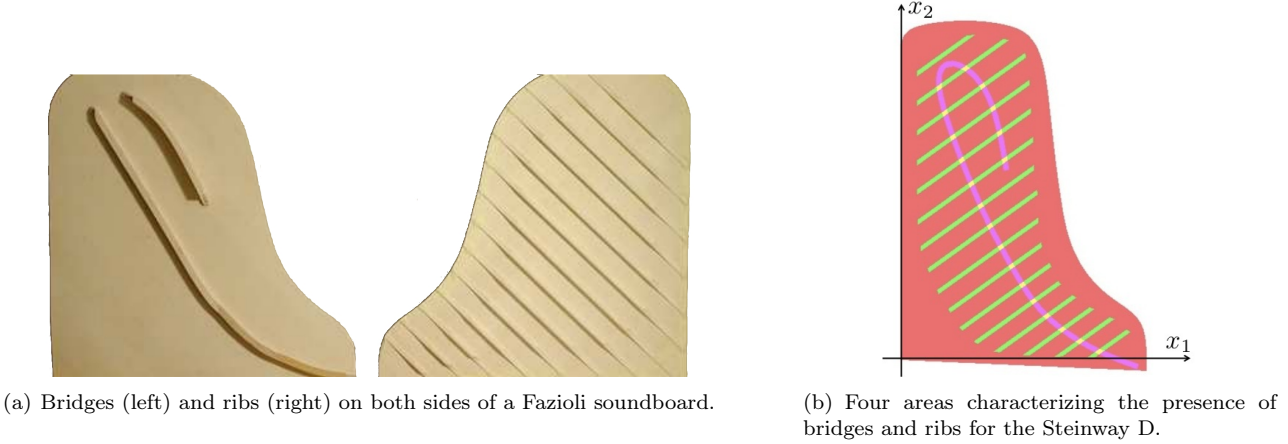 x₂
x₁
(a) Bridges (left) and ribs (right) on both sides of a Fazioli soundboard.
(b) Four areas characterizing the presence of
bridges and ribs for the Steinway D.